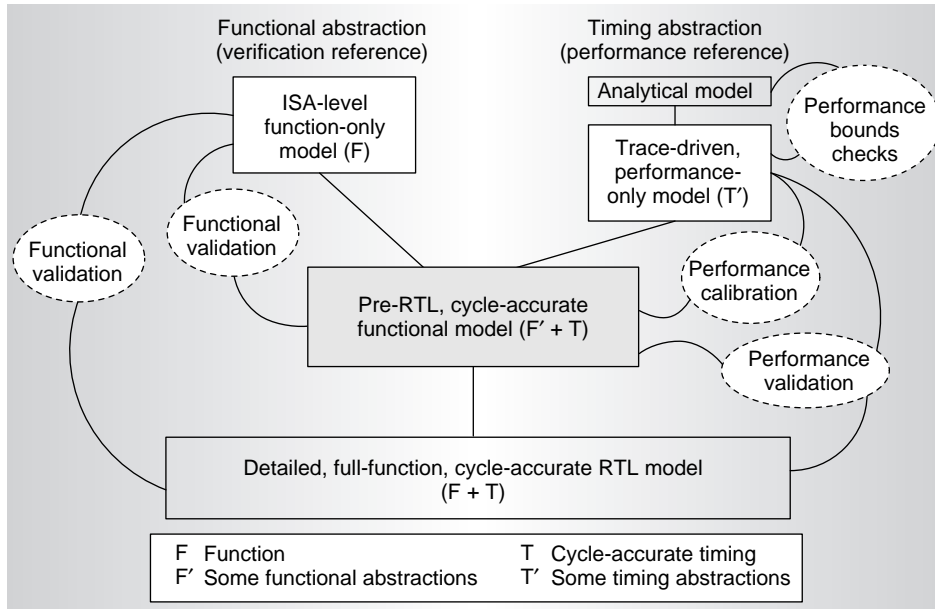 Functional abstraction
(verification reference)
Timing abstraction
(performance reference)
ISA-level
function-only
model (F)
Analytical model
Trace-driven,
performance-
only model (T′)
Performance
bounds
checks
Functional
validation
Functional
validation
Performance
calibration
Pre-RTL, cycle-accurate
functional model (F′ + T)
Performance
validation
Detailed, full-function, cycle-accurate RTL model
(F + T)
F Function
F′ Some functional abstractions
T Cycle-accurate timing
T′ Some timing abstractions